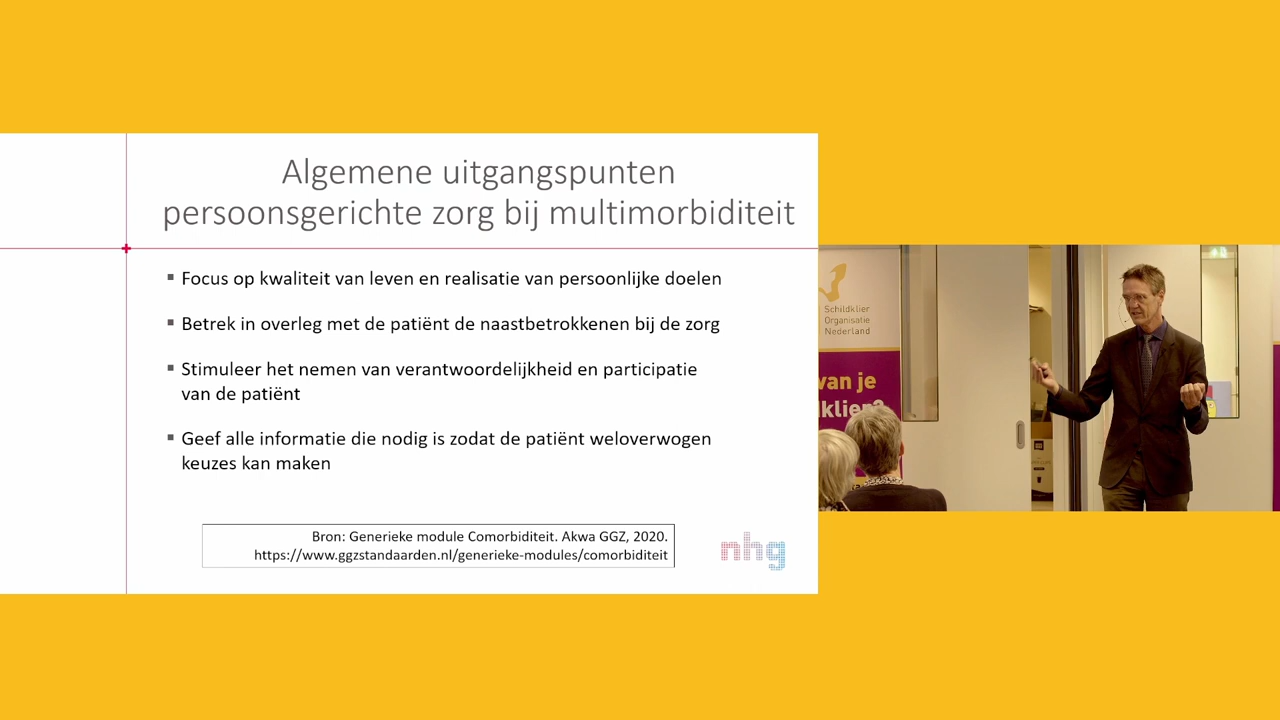 Algemene uitgangspunten
persoonsgerichte zorg bij multimorbiditeit
Focus op kwaliteit van leven en realisatie van persoonlijke doelen
Betrek in overleg met de patiënt de naastbetrokkenen bij de zorg
Stimuleer het nemen van verantwoordelijkheid en participatie
van de patiënt
Geef alle informatie die nodig is zodat de patiënt weloverwogen
keuzes kan maken
Bron: Generieke module Comorbiditeit. Akwa GGZ, 2020.
https://www.ggzstandaarden.nl/generieke-modules/comorbiditeit
nhg
Schildklier
Organisatie
Nederland
van je
dklier?